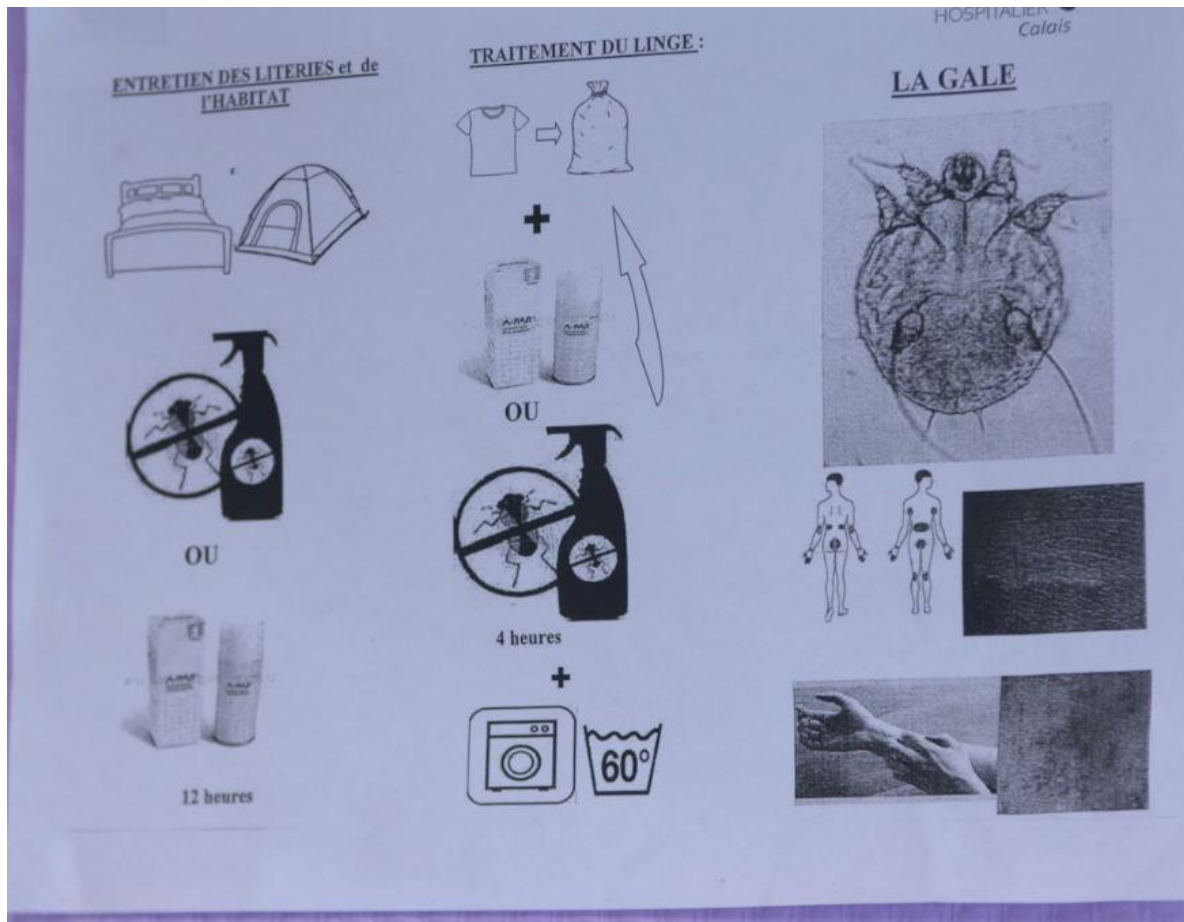 ENTRETIEN DES LITERIES et de
l'HABITAT
OU
12 heures
TRAITEMENT DU LINGE :
OU
4 heures
60°
HOSPITALIER
Calais
LA GALE